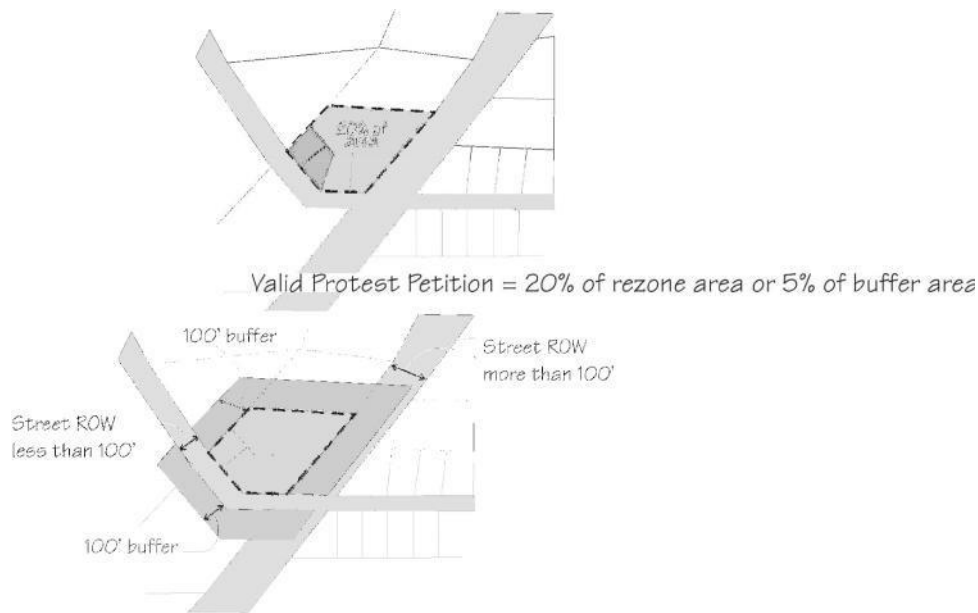 20% of
area
Valid Protest Petition = 20% of rezone area or 5% of buffer area
100' buffer
Street ROW
more than 100'
Street ROW
less than 100'
100' buffer